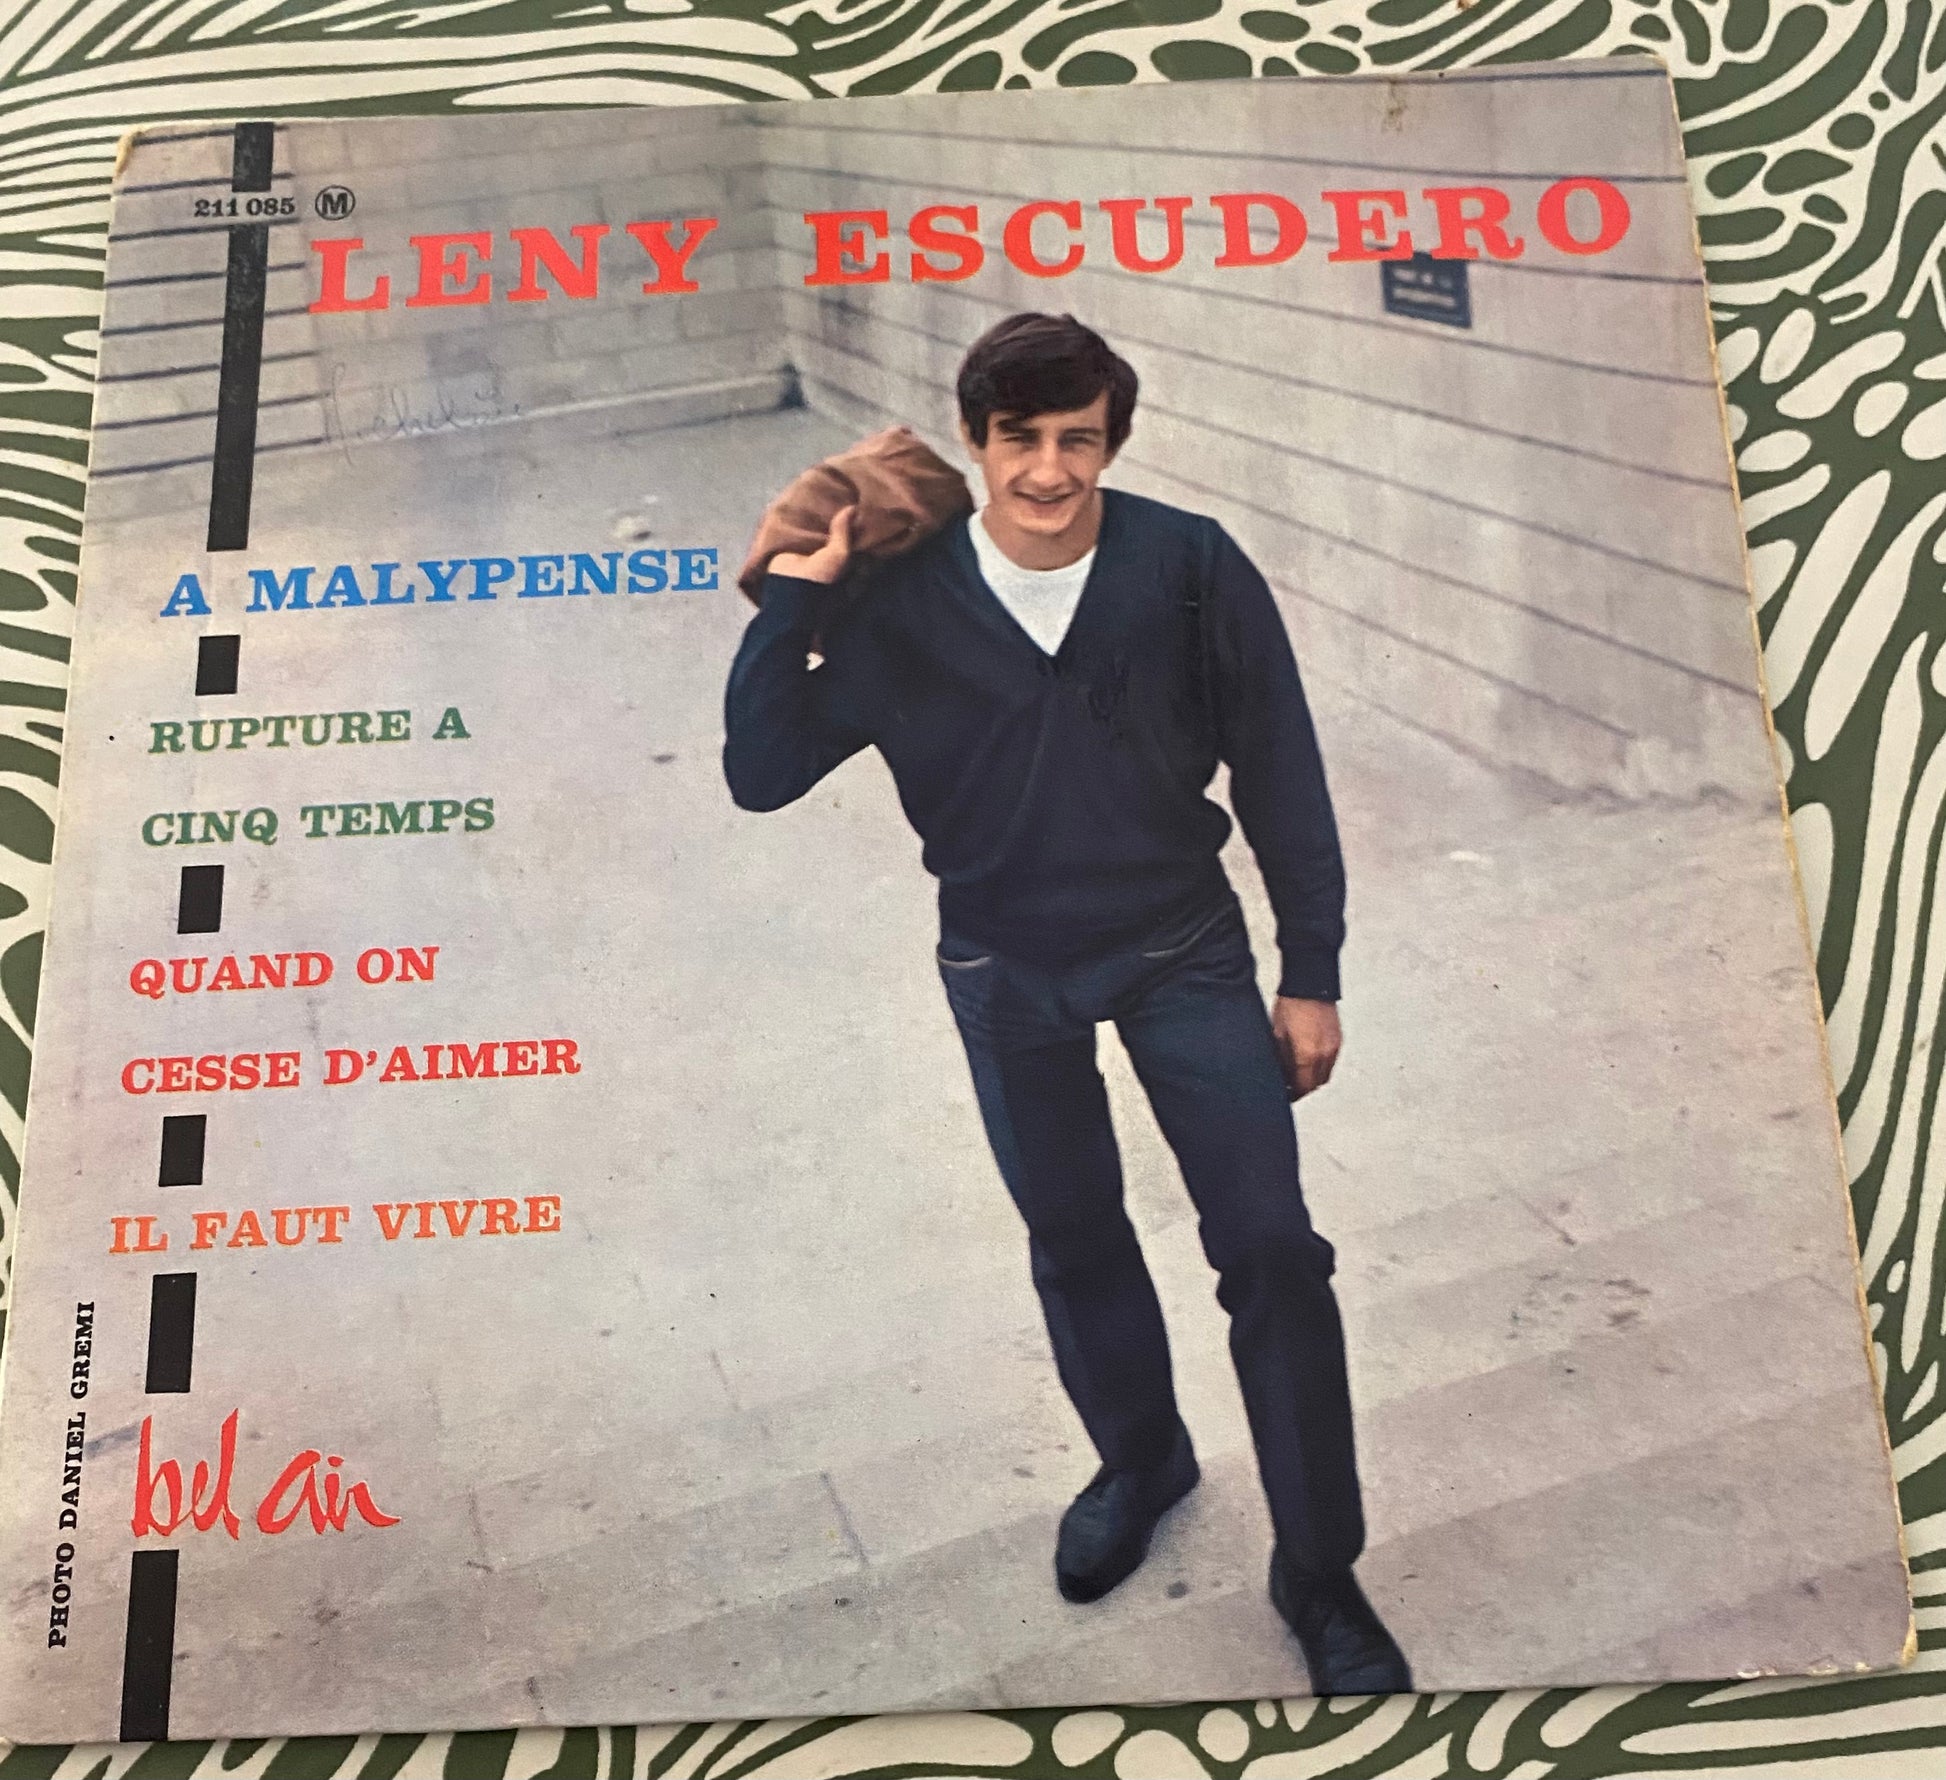 211 085 M
LENY ESCUDERO
A MALYPENSE
RUPTURE A
CINQ TEMPS
QUAND ON
CESSE D'AIMER
IL FAUT VIVRE
bel air
PHOTO DANIEL GREMI